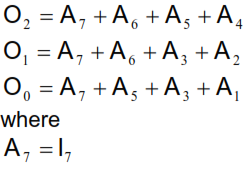 O₂ = A₇ + A₆ + A₅ + A₄
O₁ = A₇ + A₆ + A₃ + A₂
O₀ = A₇ + A₅ + A₃ + A₁
where
A₇ = I₇